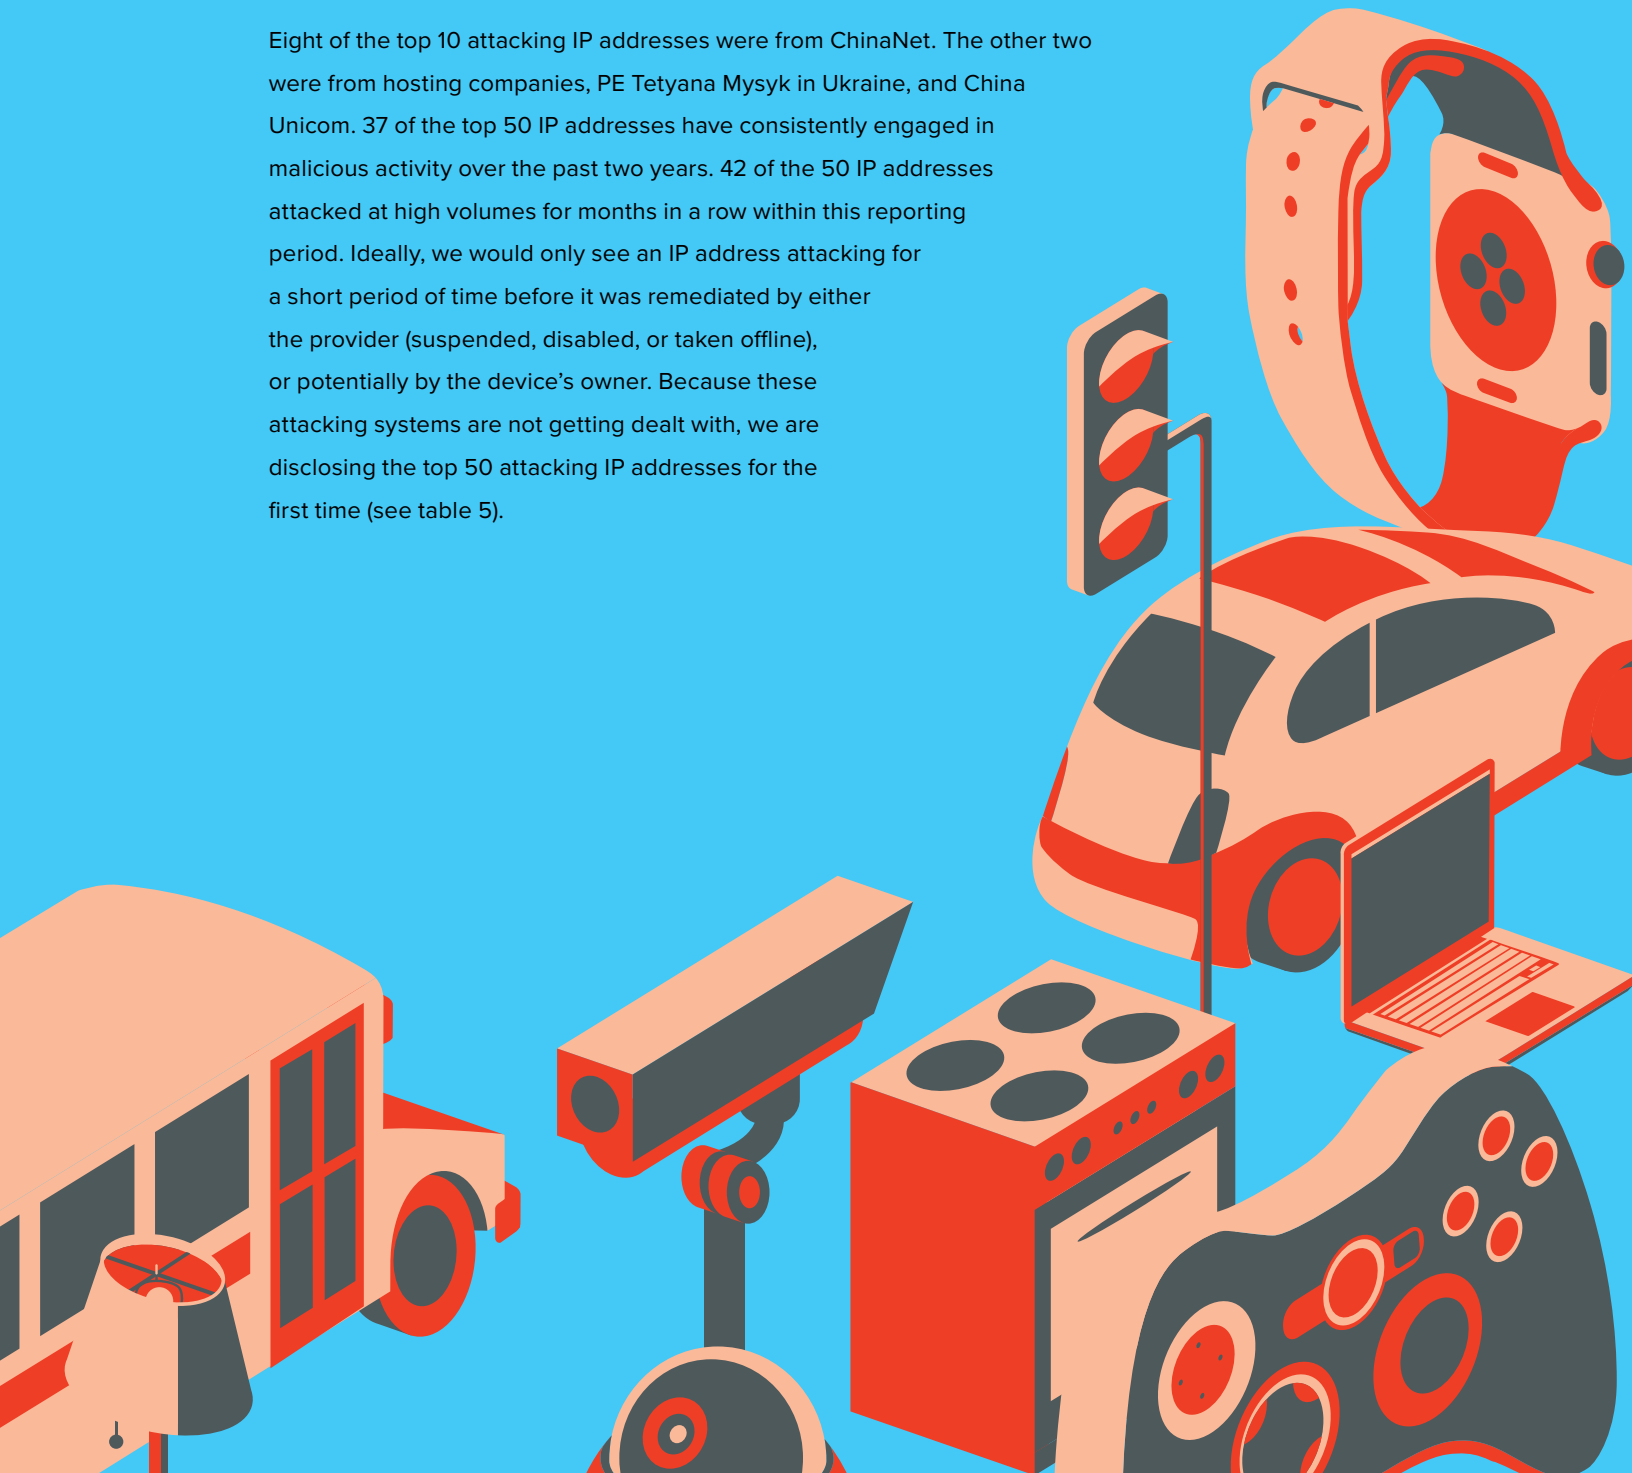 Eight of the top 10 attacking IP addresses were from ChinaNet. The other two
were from hosting companies, PE Tetyana Mysyk in Ukraine, and China
Unicom. 37 of the top 50 IP addresses have consistently engaged in
malicious activity over the past two years. 42 of the 50 IP addresses
attacked at high volumes for months in a row within this reporting
period. Ideally, we would only see an IP address attacking for
a short period of time before it was remediated by either
the provider (suspended, disabled, or taken offline),
or potentially by the device’s owner. Because these
attacking systems are not getting dealt with, we are
disclosing the top 50 attacking IP addresses for the
first time (see table 5).